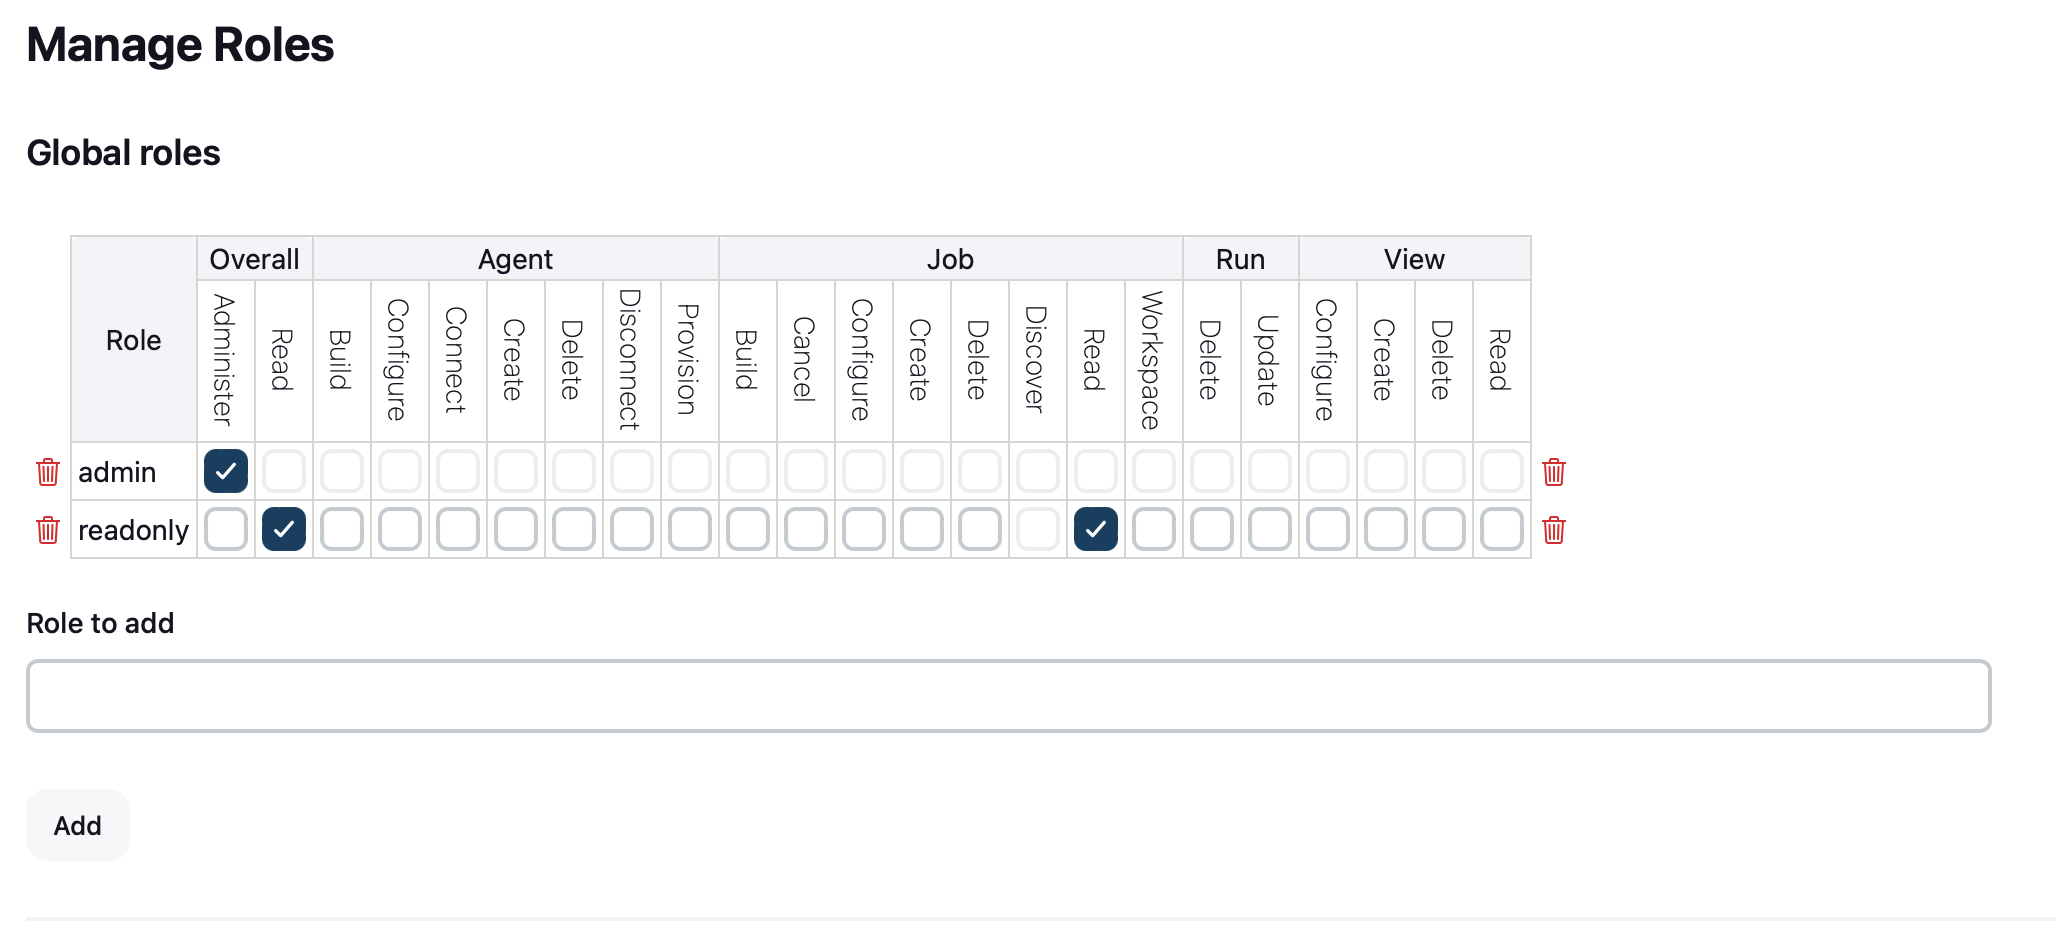 Manage Roles
Global roles
Role Overall Agent Job Run View
Administer Read Build Configure Connect Create Delete Disconnect Provision Build Cancel Configure Create Delete Discover Read Workspace Delete Update Configure Create Delete Read
admin
readonly
Role to add
Add